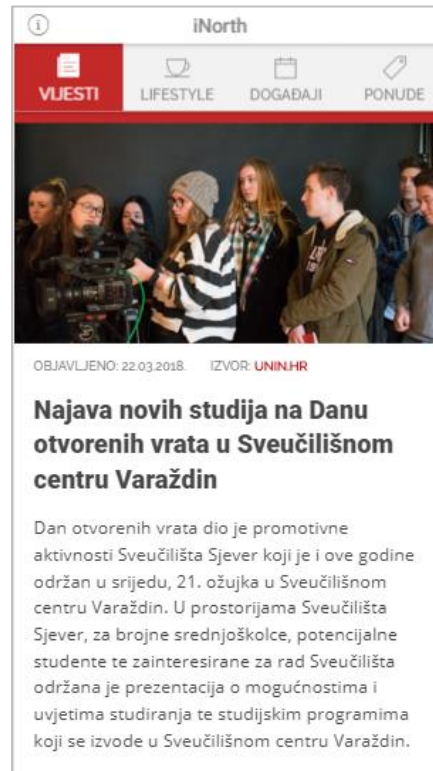 iNorth
VIJESTI
LIFESTYLE
DOGAĐAJI
PONUDE
OBJAVLJENO: 22.03.2018. IZVOR: UNIN.HR
Najava novih studija na Danu
otvorenih vrata u Sveučilišnom
centru Varaždin
Dan otvorenih vrata dio je promotivne
aktivnosti Sveučilišta Sjever koji je i ove godine
održan u srijedu, 21. ožujka u Sveučilišnom
centru Varaždin. U prostorijama Sveučilišta
Sjever, za brojne srednjoškolce, potencijalne
studente te zainteresirane za rad Sveučilišta
održana je prezentacija o mogućnostima i
uvjetima studiranja te studijskim programima
koji se izvode u Sveučilišnom centru Varaždin.